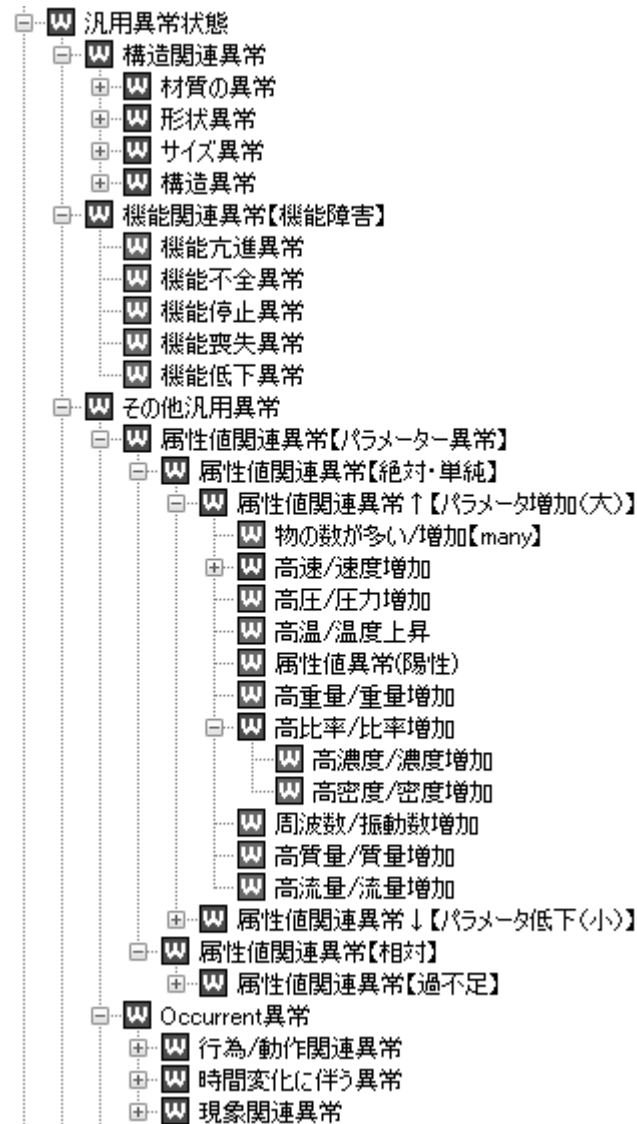 汎用異常状態
構造関連異常
材質の異常
形状異常
サイズ異常
構造異常
機能関連異常【機能障害】
機能亢進異常
機能不全異常
機能停止異常
機能喪失異常
機能低下異常
その他汎用異常
属性値関連異常【パラメーター異常】
属性値関連異常【絶対・単純】
属性値関連異常↑【パラメータ増加(大)】
物の数が多い/増加【many】
高速/速度増加
高圧/圧力増加
高温/温度上昇
属性値異常(陽性)
高重量/重量増加
高比率/比率増加
高濃度/濃度増加
高密度/密度増加
周波数/振動数増加
高質量/質量増加
高流量/流量増加
属性値関連異常↓【パラメータ低下(小)】
属性値関連異常【相対】
属性値関連異常【過不足】
Occurrent異常
行為/動作関連異常
時間変化に伴う異常
現象関連異常